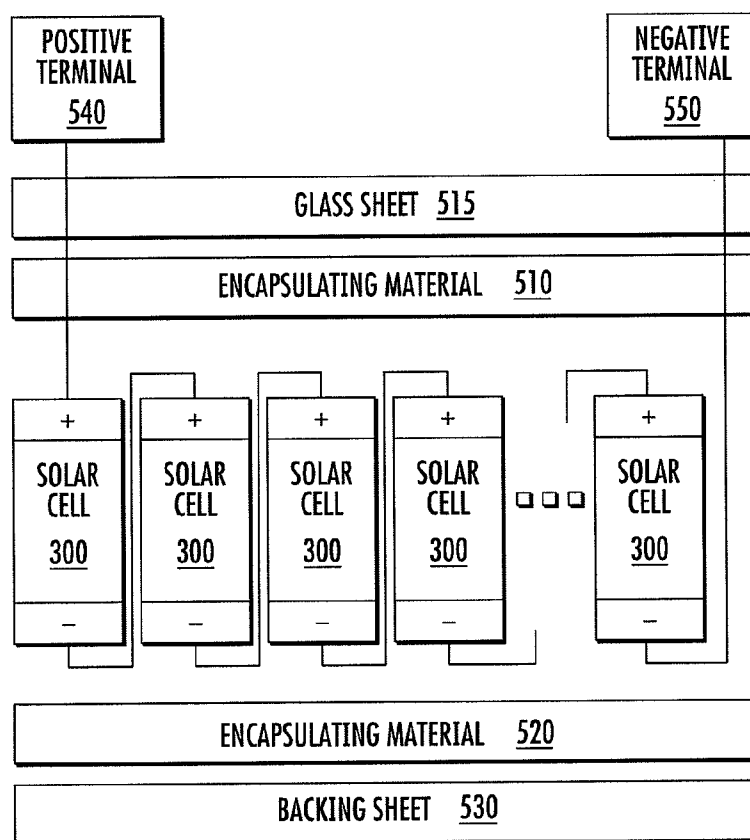 POSITIVE
TERMINAL
540
NEGATIVE
TERMINAL
550
GLASS SHEET 515
ENCAPSULATING MATERIAL 510
+ + + + +
SOLAR CELL 300
SOLAR CELL 300
SOLAR CELL 300
SOLAR CELL 300
SOLAR CELL 300
– – – – –
ENCAPSULATING MATERIAL 520
BACKING SHEET 530